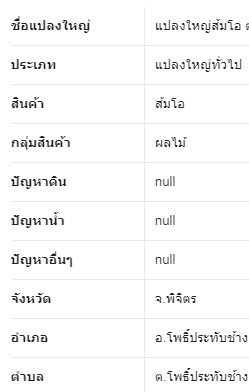 ชื่อแปลงใหญ่ แปลงใหญ่ส้มโอ
ประเภท แปลงใหญ่ทั่วไป
สินค้า ส้มโอ
กลุ่มสินค้า ผลไม้
ปัญหาดิน null
ปัญหาน้ำ null
ปัญหาอื่นๆ null
จังหวัด จ.พิจิตร
อำเภอ อ.โพธิ์ประทับช้าง
ตำบล ต.โพธิ์ประทับช้าง